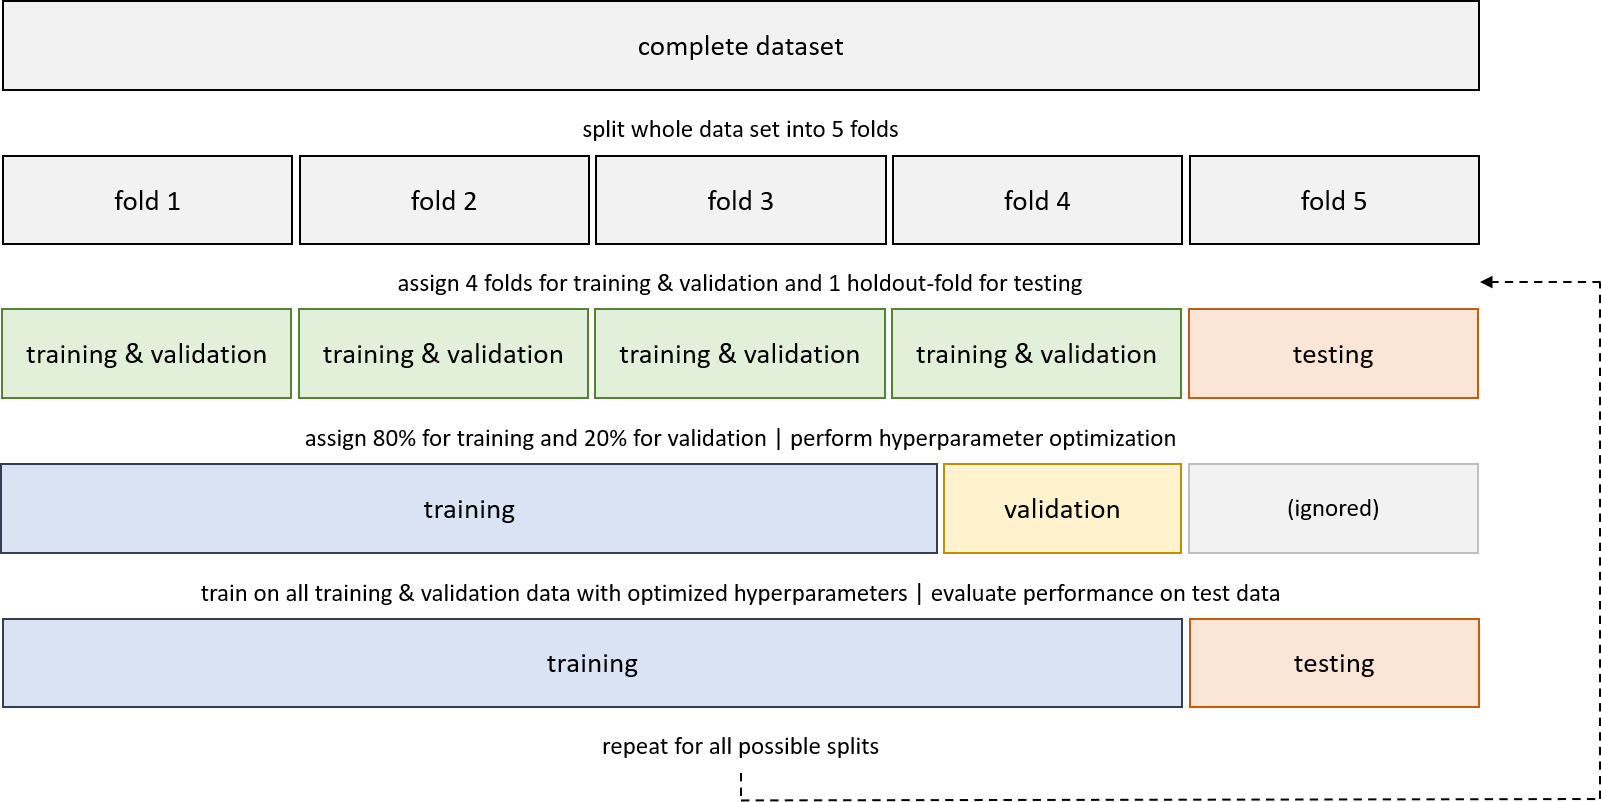 complete dataset
split whole data set into 5 folds
fold 1 fold 2 fold 3 fold 4 fold 5
assign 4 folds for training & validation and 1 holdout-fold for testing
training & validation training & validation training & validation training & validation testing
assign 80% for training and 20% for validation | perform hyperparameter optimization
training validation (ignored)
train on all training & validation data with optimized hyperparameters | evaluate performance on test data
training testing
repeat for all possible splits